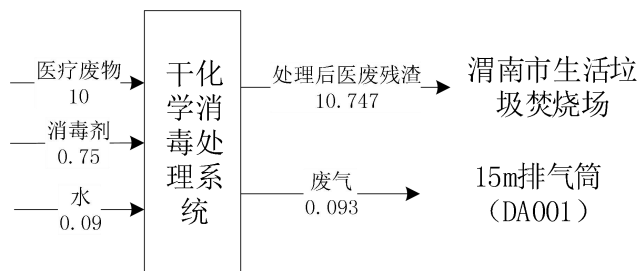 医疗废物
10
消毒剂
0.75
水
0.09
干化
学消
毒处
理系
统
处理后医废残渣
10.747
废气
0.093
渭南市生活垃
圾焚烧场
15m排气筒
（DA001）